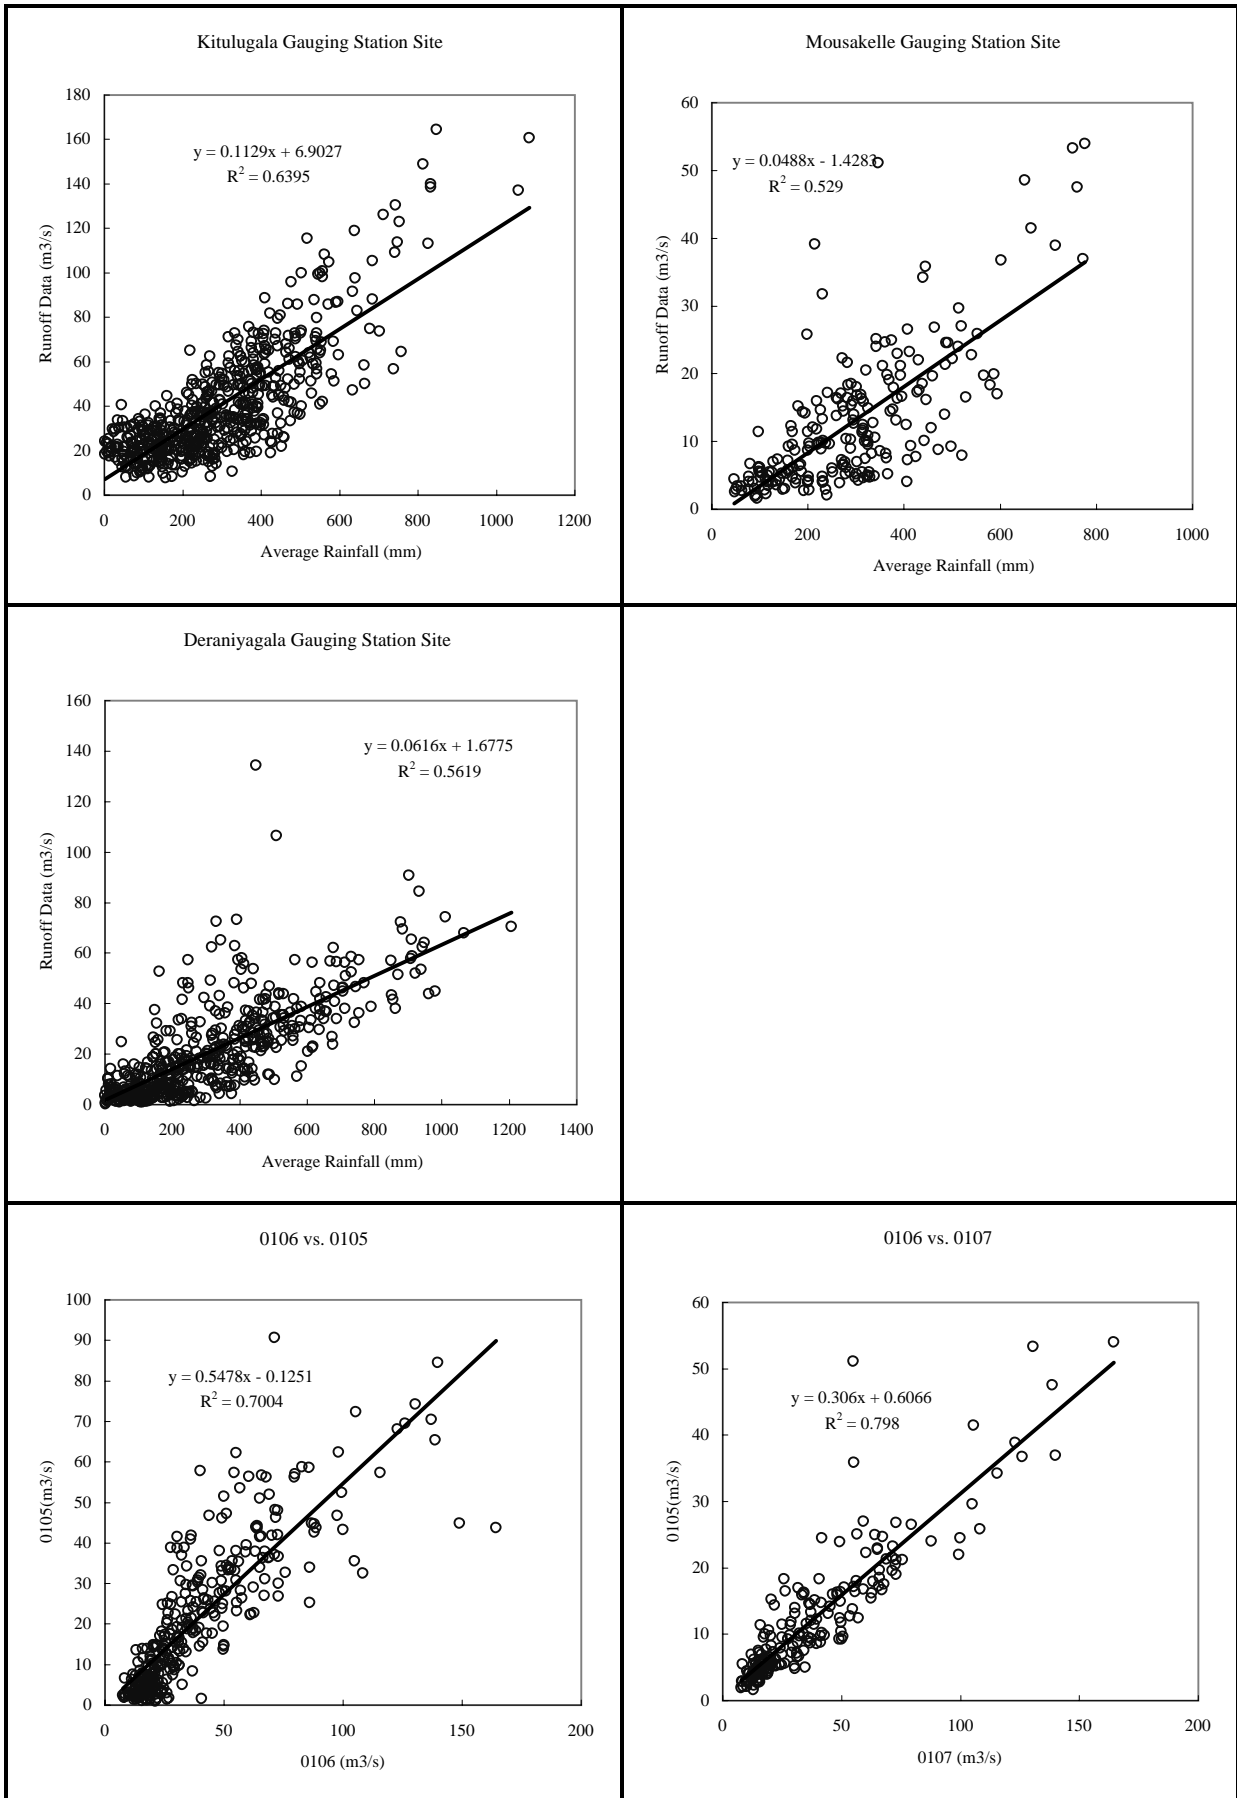 Kitulugala Gauging Station Site
180
160
140
120
100
80
60
40
20
0
y = 0.1129x + 6.9027
R2 = 0.6395
Runoff Data (m3/s)
0 200 400 600 800 1000 1200
Average Rainfall (mm)
Mousakelle Gauging Station Site
60
50
40
30
20
10
0
y = 0.0488x - 1.4283
R2 = 0.529
Runoff Data (m3/s)
0 200 400 600 800 1000
Average Rainfall (mm)
Deraniyagala Gauging Station Site
160
140
120
100
80
60
40
20
0
y = 0.0616x + 1.6775
R2 = 0.5619
Runoff Data (m3/s)
0 200 400 600 800 1000 1200 1400
Average Rainfall (mm)
0106 vs. 0105
100
90
80
70
60
50
40
30
20
10
0
y = 0.5478x - 0.1251
R2 = 0.7004
0105(m3/s)
0 50 100 150 200
0106 (m3/s)
0106 vs. 0107
60
50
40
30
20
10
0
y = 0.306x + 0.6066
R2 = 0.798
0105(m3/s)
0 50 100 150 200
0107 (m3/s)